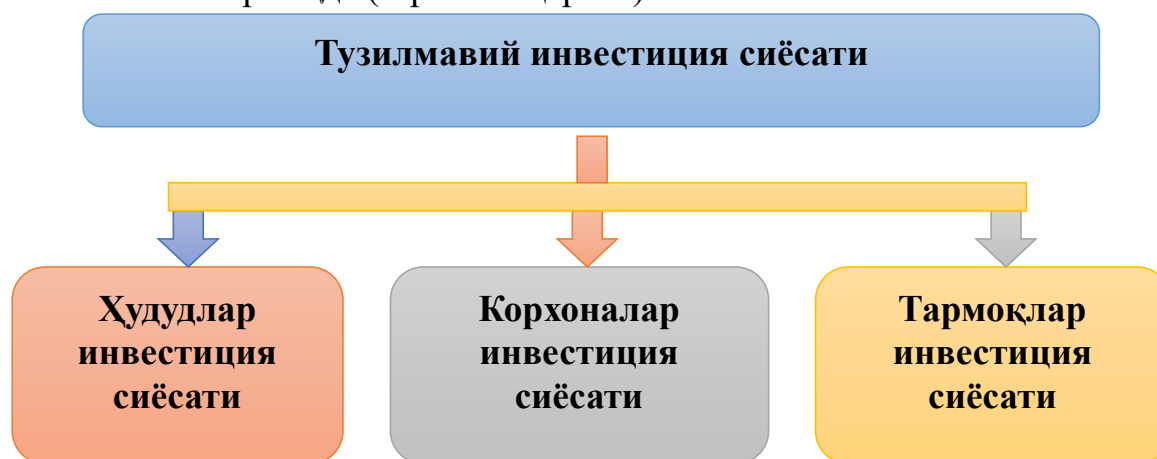 Тузилмавий инвестиция сиёсати
Ҳудудлар
инвестиция
сиёсати
Корхоналар
инвестиция
сиёсати
Тармоқлар
инвестиция
сиёсати